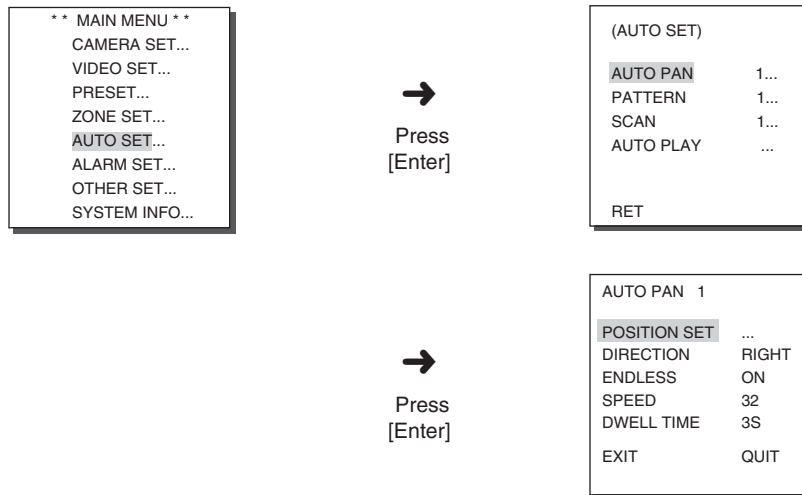 * * MAIN MENU * *
CAMERA SET...
VIDEO SET...
PRESET...
ZONE SET...
AUTO SET...
ALARM SET...
OTHER SET...
SYSTEM INFO...
Press
[Enter]
(AUTO SET)
AUTO PAN 1...
PATTERN 1...
SCAN 1...
AUTO PLAY ...
RET
Press
[Enter]
AUTO PAN 1
POSITION SET ...
DIRECTION RIGHT
ENDLESS ON
SPEED 32
DWELL TIME 3S
EXIT QUIT